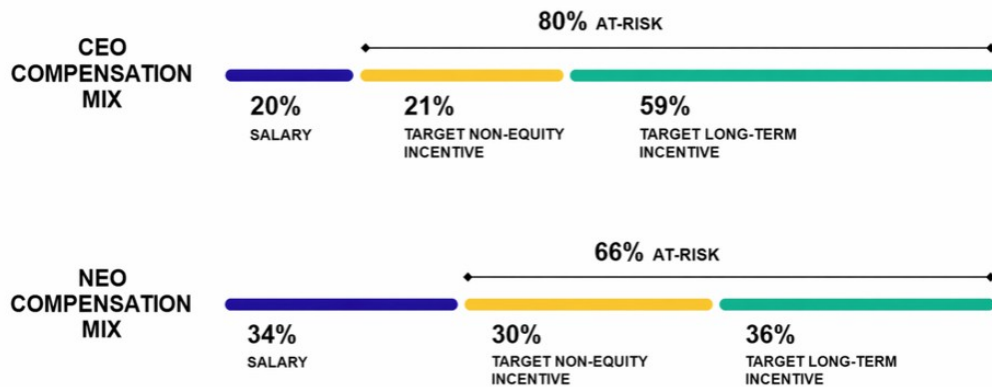 80% AT-RISK
CEO
COMPENSATION
MIX
20%
SALARY
21%
TARGET NON-EQUITY
INCENTIVE
59%
TARGET LONG-TERM
INCENTIVE
66% AT-RISK
NEO
COMPENSATION
MIX
34%
SALARY
30%
TARGET NON-EQUITY
INCENTIVE
36%
TARGET LONG-TERM
INCENTIVE